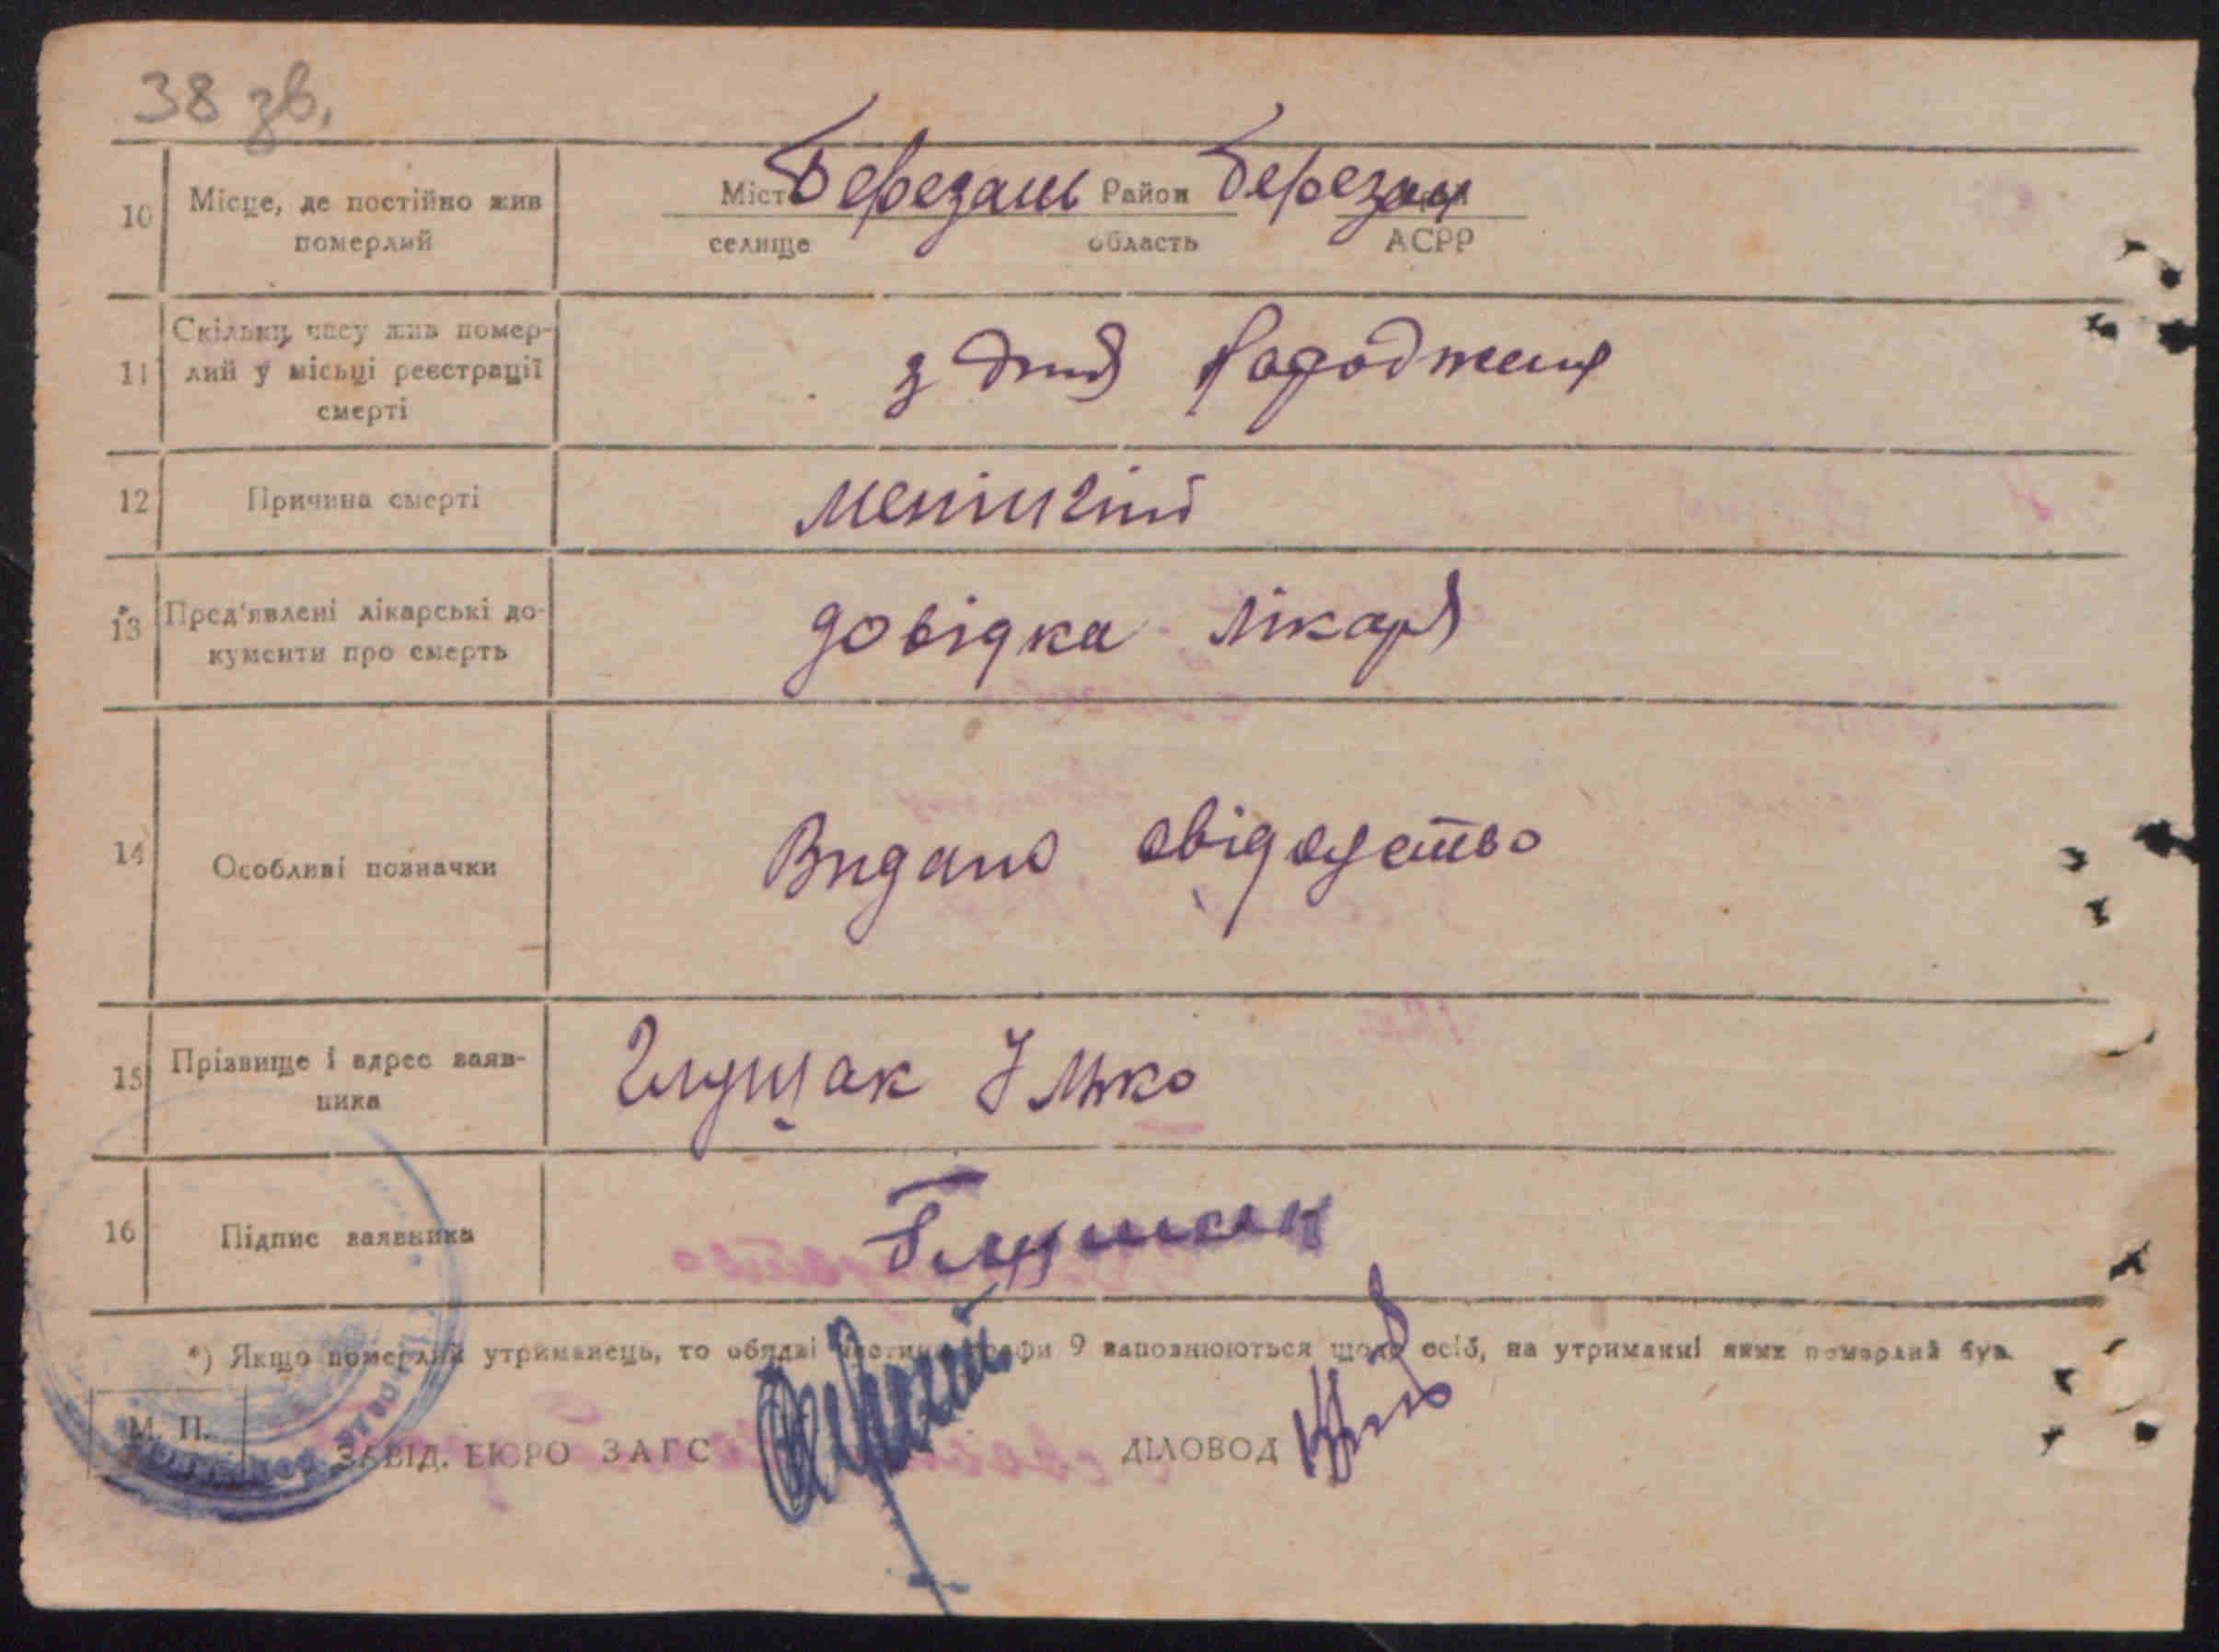 38 зв.
10 Місце, де постійно жив померлий
Місто Березань Район Березан
селище область АСРР
11 Скільки часу жив померлий у місьці реєстрації смерті
з дня народження
12 Причина смерті
менінгіт
13 Пред'явлені лікарські документи про смерть
довідка лікаря
14 Особливі позначки
Видано свідоцтво
15 Прізвище і адрес заявника
Глущак Ілько
16 Підпис заявника
*) Якщо померлий утриманець, то обидві частини графи 9 заповнюються щодо осіб, на утриманні яких померлий був.
М. П.
ЗАВІД. БЮРО ЗАГС
ДІЛОВОД